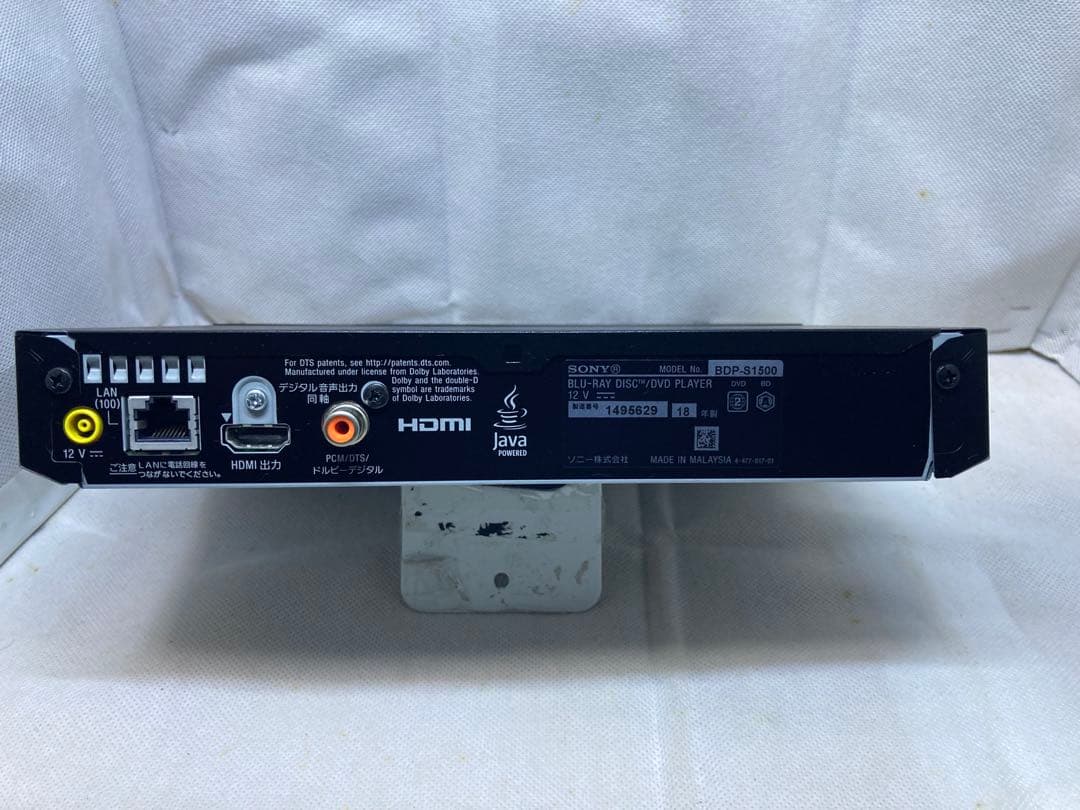 LAN
(100)
12 V
ご注意 LANに電話回線を
つながないでください。
HDMI 出力
For DTS patents, see http://patents.dts.com.
Manufactured under license from Dolby Laboratories.
Dolby and the double-D
symbol are trademarks
of Dolby Laboratories.
デジタル音声出力
同軸
PCM/DTS/
ドルビーデジタル
HDMI
Java
POWERED
SONY® MODEL No. BDP-S1500
BLU-RAY DISC™/DVD PLAYER
DVD BD
12 V
2 A
製造番号 1495629 18 年製
ソニー株式会社 MADE IN MALAYSIA 4-477-017-01